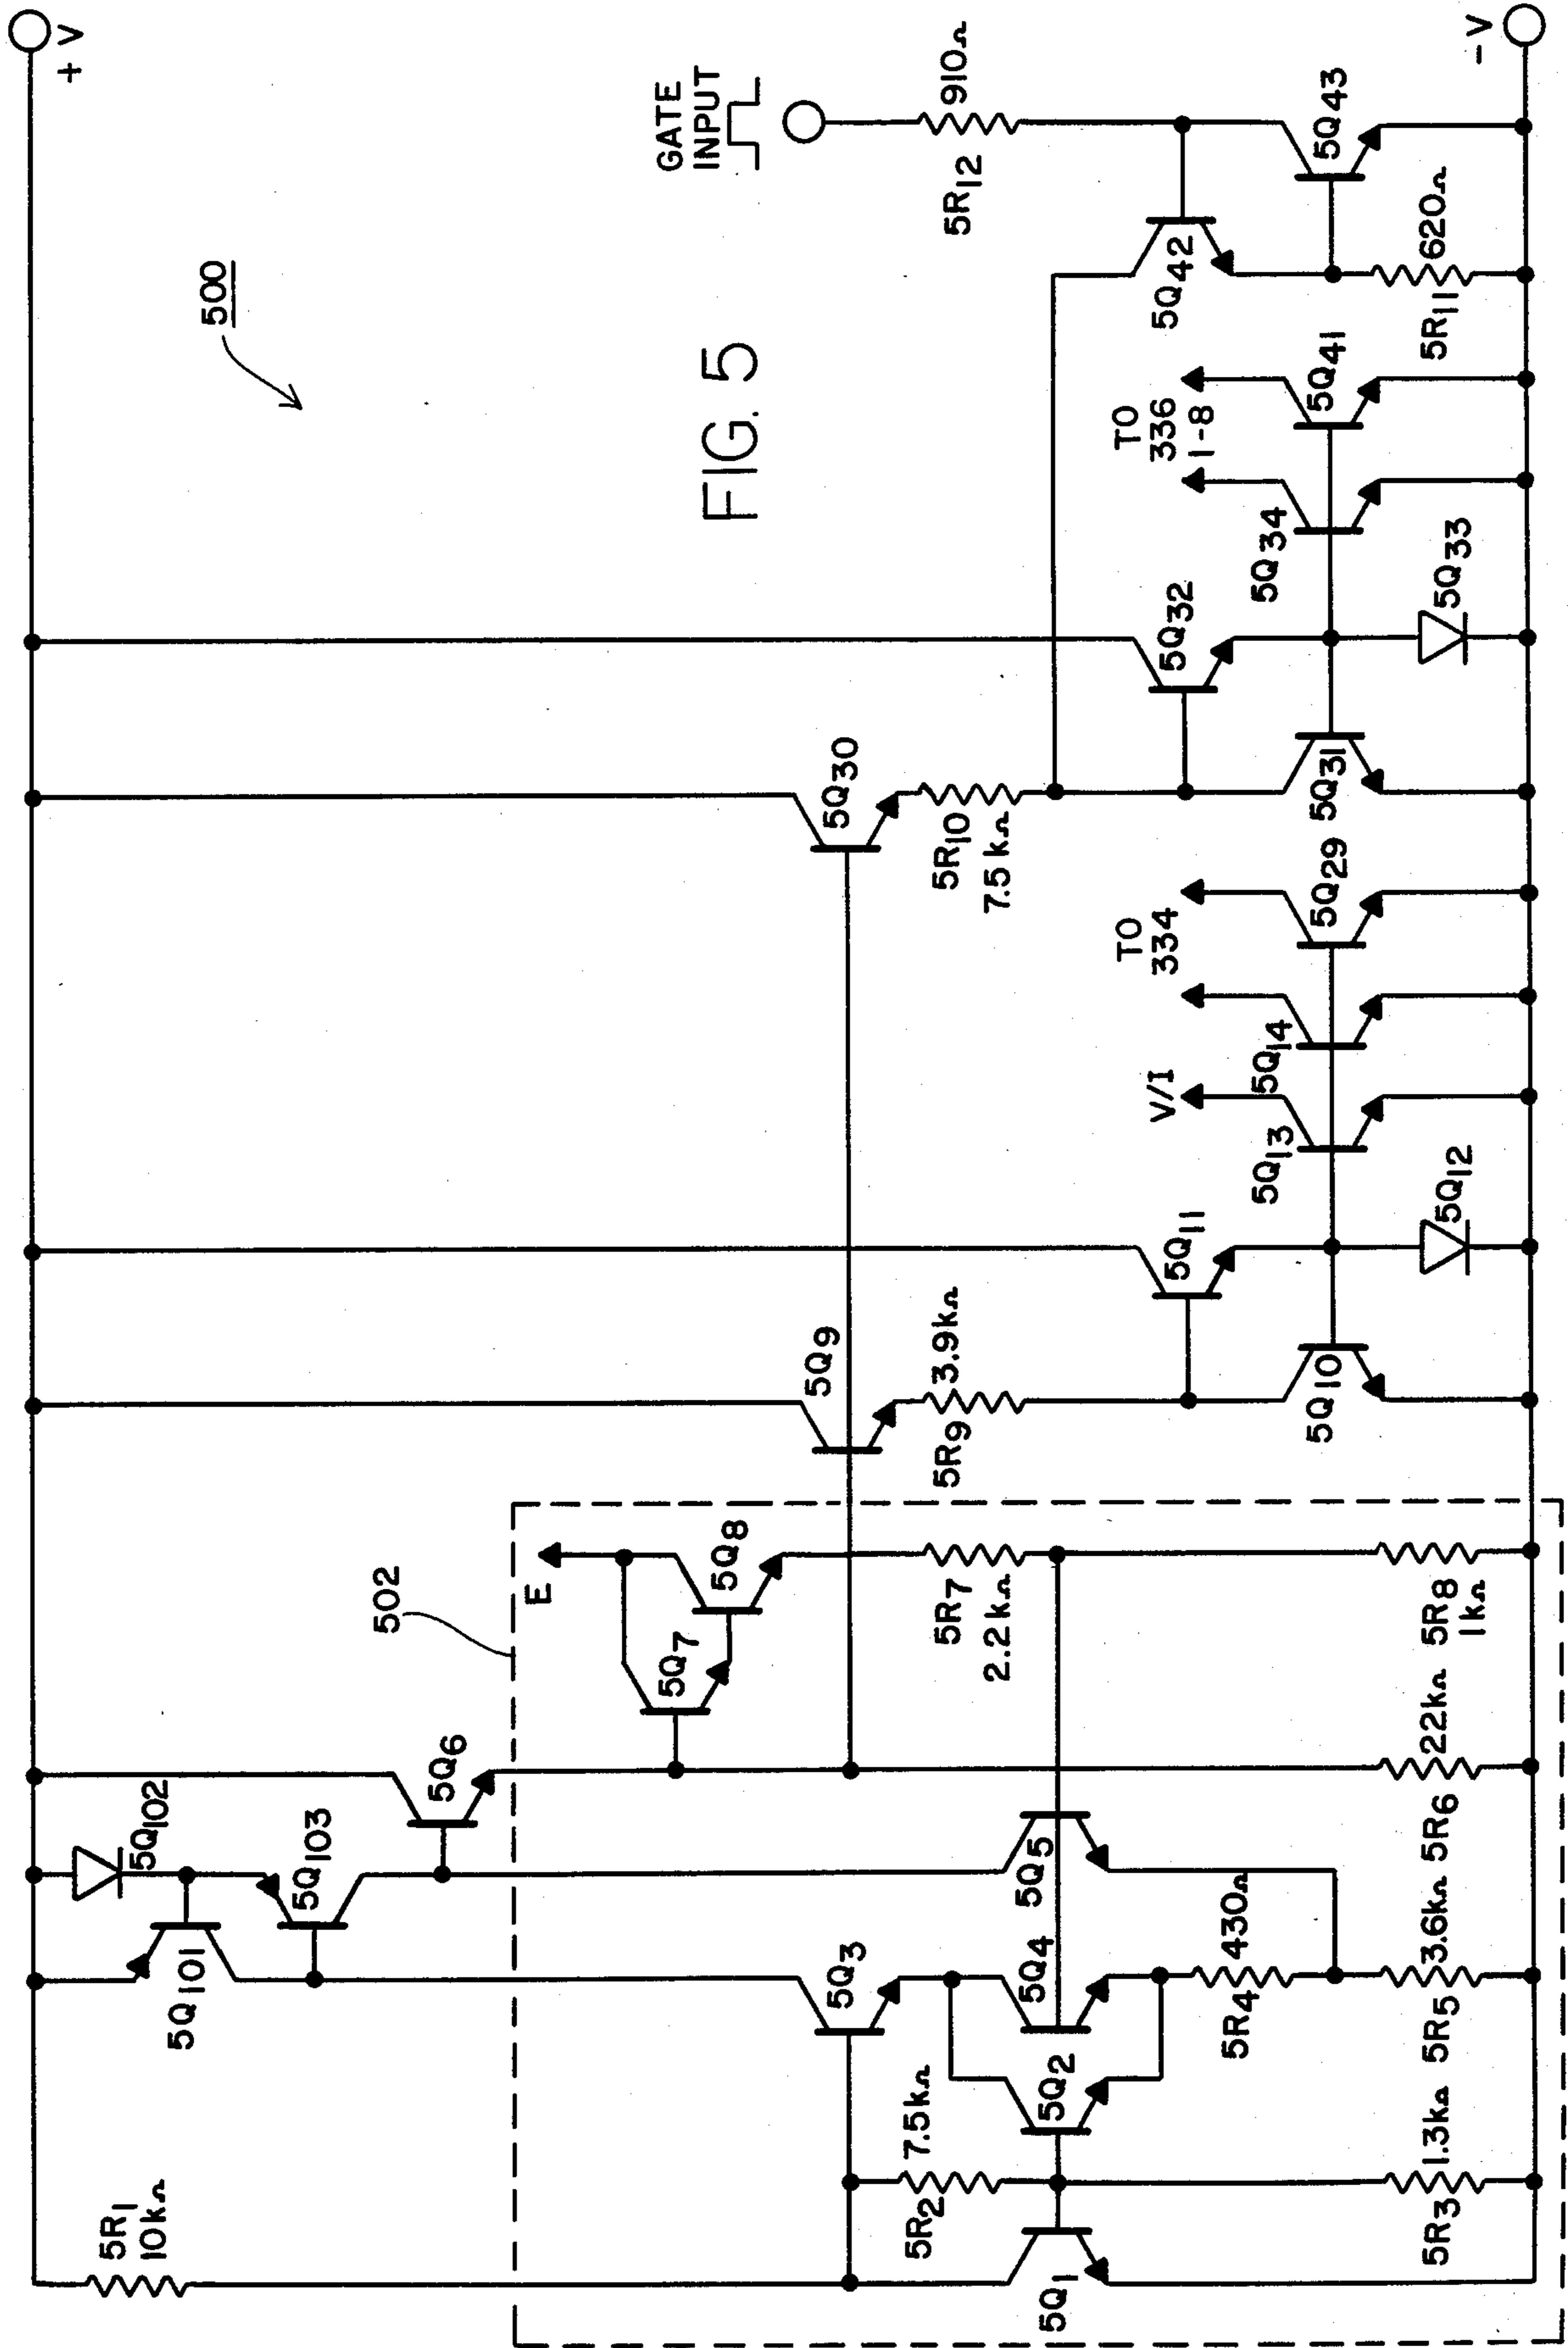 +V
5R1
10kΩ
5Q101
5Q102
5Q103
5Q6
500
502
E
5Q7
5Q8
5Q3
5Q9
5Q30
GATE
INPUT
5R12
910Ω
5R2
7.5kΩ
5R7
2.2kΩ
5R9
3.9kΩ
5R10
7.5kΩ
FIG. 5
5Q1
5Q2
5Q4
5Q5
5Q11
V/I
TO
334
5Q32
TO
336
1-8
5Q42
5R4
430Ω
5Q10
5Q13
5Q14
5Q29
5Q31
5Q34
5Q41
5Q43
5R3
1.3kΩ
5R5
3.6kΩ
5R6
22kΩ
5R8
1kΩ
5Q12
5Q33
5R11
620Ω
-V